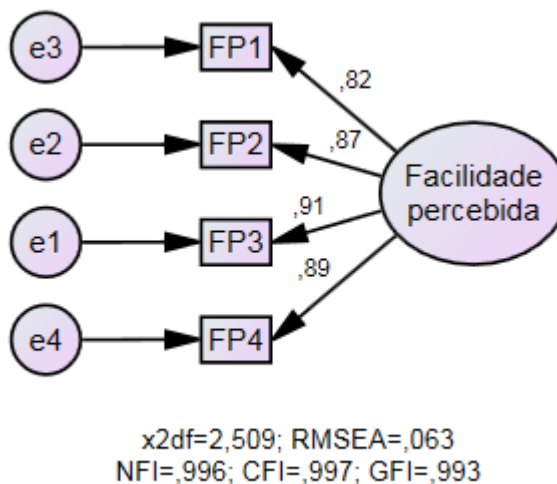 e3
FP1
,82
e2
FP2
,87
Facilidade
percebida
e1
FP3
,91
,89
e4
FP4
x2df=2,509; RMSEA=,063
NFI=,996; CFI=,997; GFI=,993